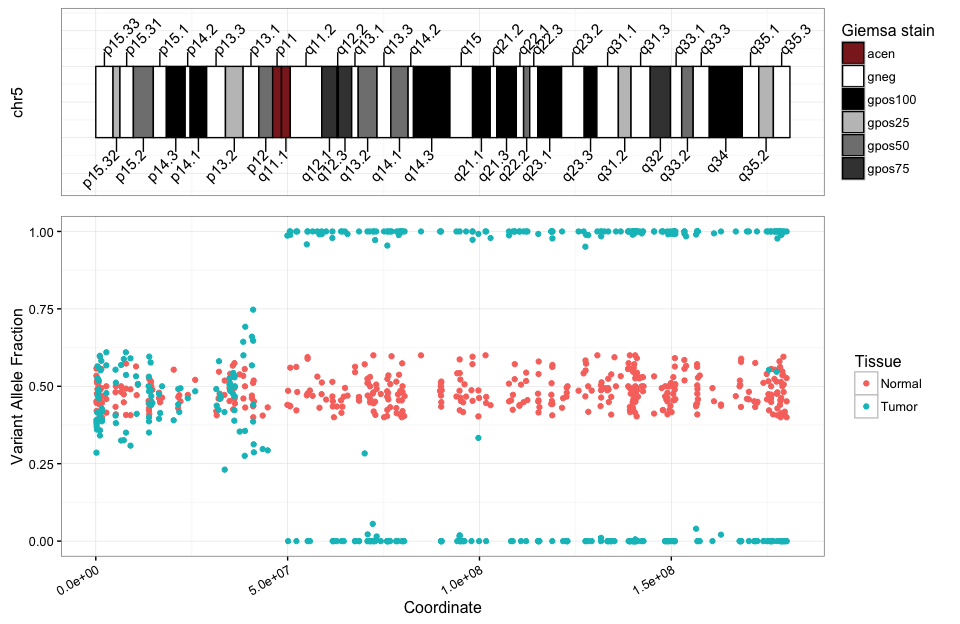 p15.33
p15.31
p15.1
p14.2
p13.3
p13.1
p11
q11.2
q12.2
q13.1
q13.3
q14.2
q15
q21.2
q22.3
q23.2
q31.1
q31.3
q33.1
q33.3
q35.1
q35.3
chr5
p15.32
p15.2
p14.3
p14.1
p13.2
p12
q11.1
q12.1
q12.3
q13.2
q14.1
q14.3
q21.1
q21.3
q22.2
q23.1
q23.3
q31.2
q32
q33.2
q34
q35.2
Giemsa stain
acen
gneg
gpos100
gpos25
gpos50
gpos75
Variant Allele Fraction
1.00
0.75
0.50
0.25
0.00
0.0e+00
5.0e+07
1.0e+08
1.5e+08
Coordinate
Tissue
Normal
Tumor